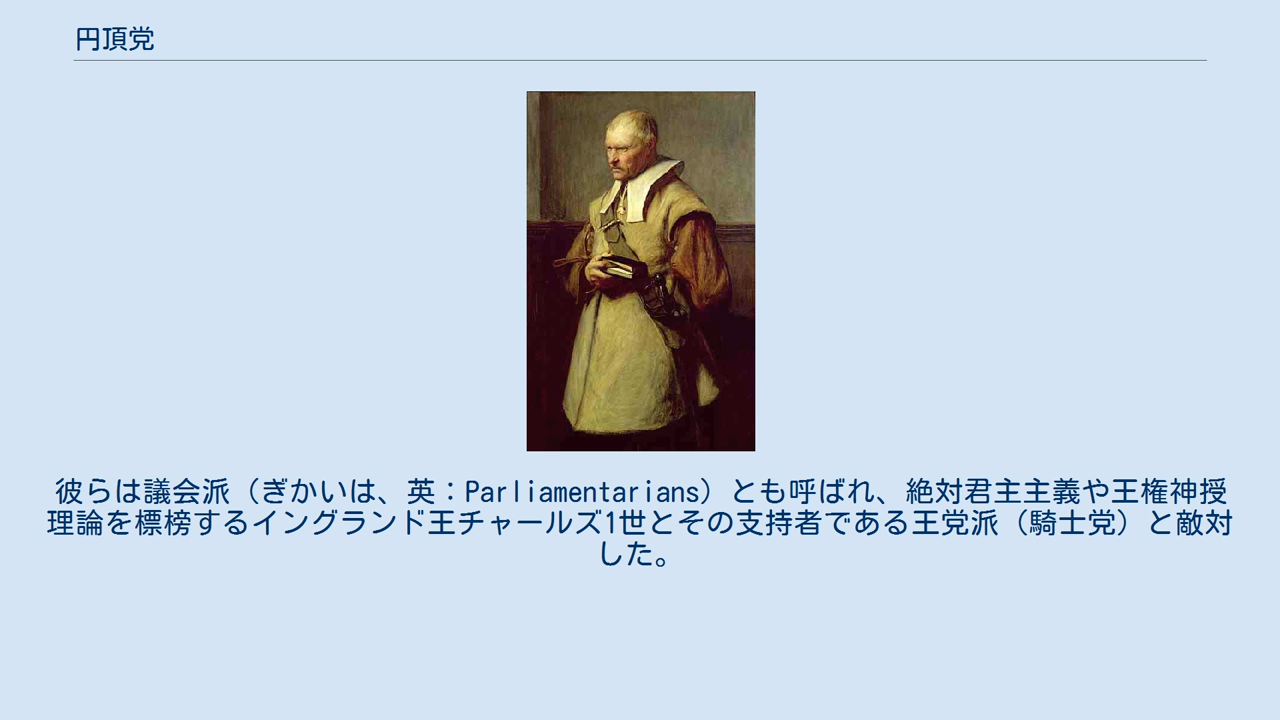 円頂党
彼らは議会派（ぎかいは、英：Parliamentarians）とも呼ばれ、絶対君主主義や王権神授
理論を標榜するイングランド王チャールズ1世とその支持者である王党派（騎士党）と敵対
した。